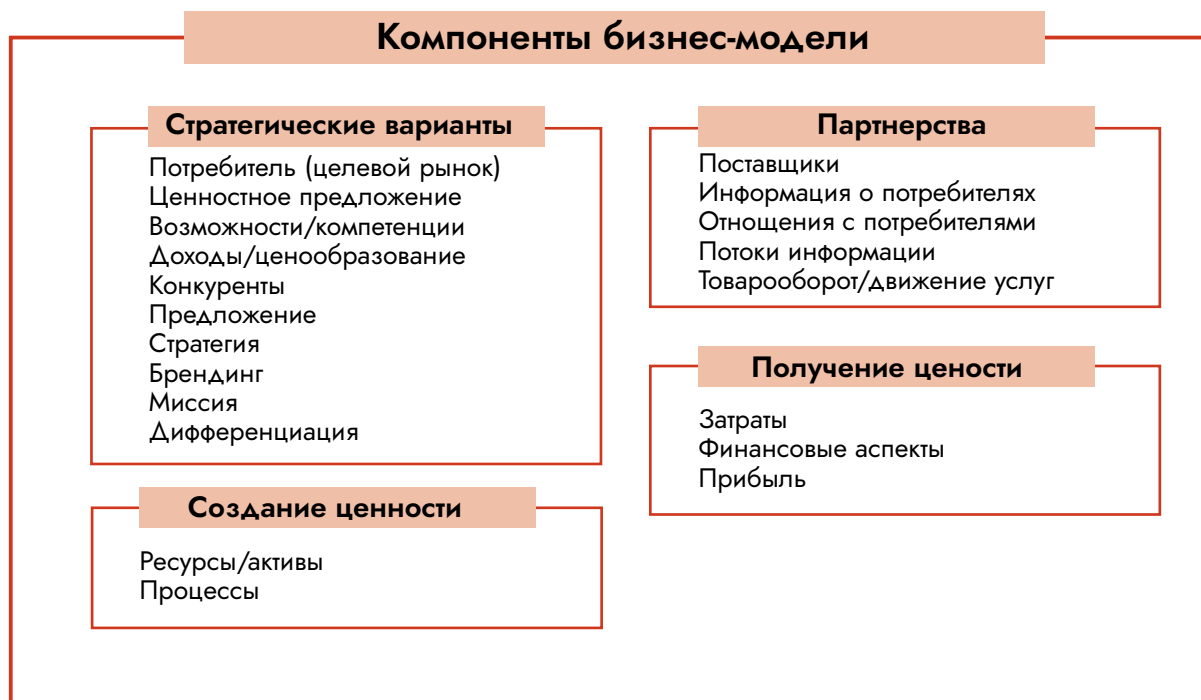 Компоненты бизнес-модели
Стратегические варианты
Потребитель (целевой рынок)
Ценностное предложение
Возможности/компетенции
Доходы/ценообразование
Конкуренты
Предложение
Стратегия
Брендинг
Миссия
Дифференциация
Создание ценности
Ресурсы/активы
Процессы
Партнерства
Поставщики
Информация о потребителях
Отнощения с потребителями
Потоки информации
Товарооборот/движение услуг
Получение цености
Затраты
Финансовые аспекты
Прибыль